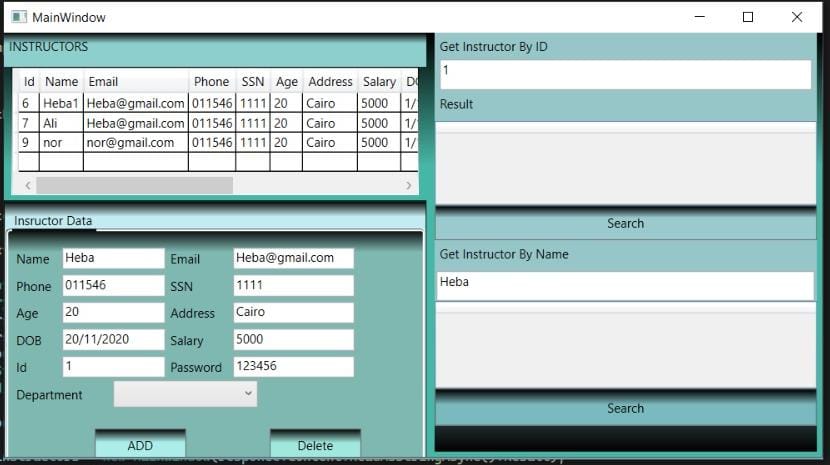 MainWindow
INSTRUCTORS
Id Name Email Phone SSN Age Address Salary
6 Heba1 Heba@gmail.com 011546 1111 20 Cairo 5000 1/
7 Ali Heba@gmail.com 011546 1111 20 Cairo 5000 1/
9 nor nor@gmail.com 011546 1111 20 Cairo 5000 1/
Insructor Data
Name Heba Email Heba@gmail.com
Phone 011546 SSN 1111
Age 20 Address Cairo
DOB 20/11/2020 Salary 5000
Id 1 Password 123456
Department
ADD Delete
Get Instructor By ID
1
Result
Search
Get Instructor By Name
Heba
Search